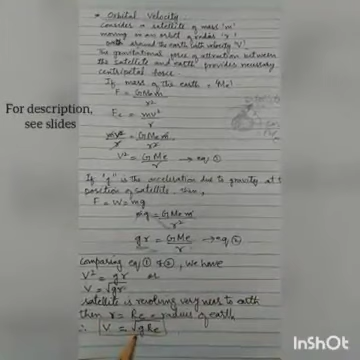 * Orbital Velocity
Consider a satellite of mass 'm'
moving in an orbit of radius 'r'
around the earth with velocity 'V'.
The gravitational force of attraction between
the satellite and earth provides necessary
centripetal force
If mass of the earth = Me
F = GMem
r²
For description,
see slides
Fc = mv²
r
mv² = GMem
r r²
V² = GMe → eq ①
r
If 'g' is the acceleration due to gravity at
position of satellite then,
F = W = mg
mg = GMem
r²
gr = GMe → eq ②
r
Comparing eq ① & ②, we have
V² = gr or
V = √gr
satellite is revolving very near to earth
then r = Re = radius of earth
∴ V = √gRe
InShOt